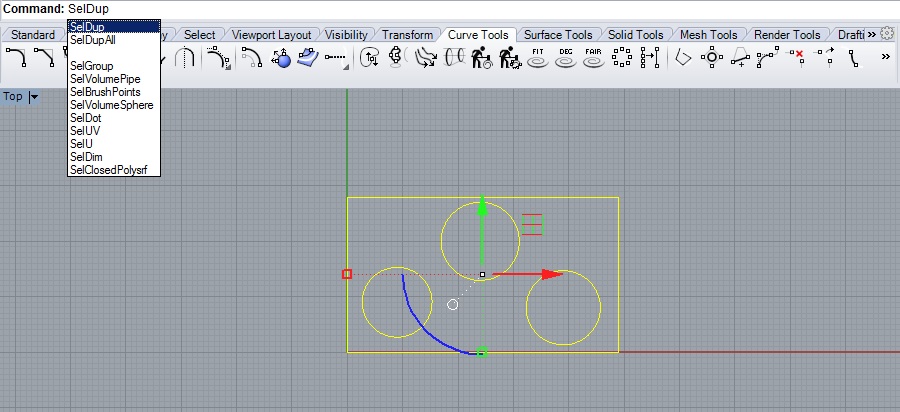 Command: SelDup
SelDup
SelDupAll
SelGroup
SelVolumePipe
SelBrushPoints
SelVolumeSphere
SelDot
SelUV
SelU
SelDim
SelClosedPolysrf
Standard y Select Viewport Layout Visibility Transform Curve Tools Surface Tools Solid Tools Mesh Tools Render Tools Drafti »
FIT DEG FAIR »
Top